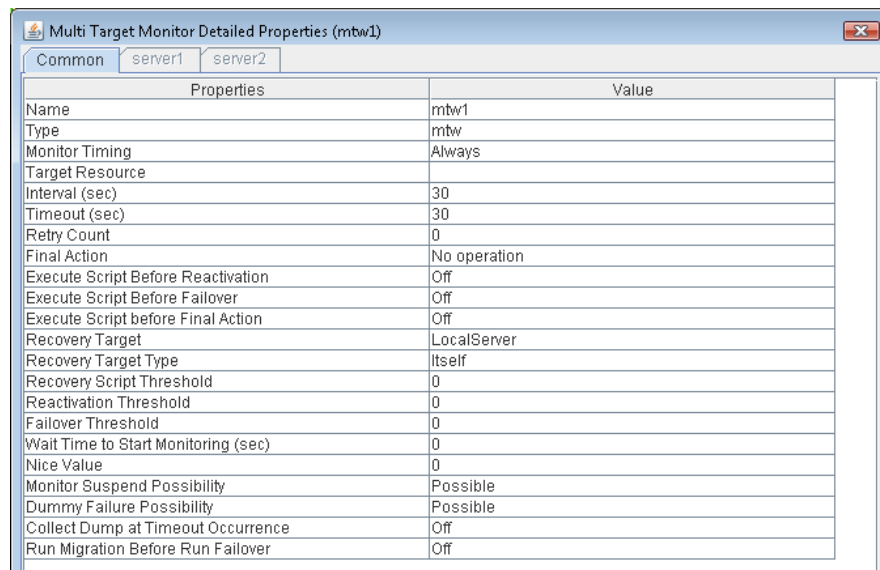 Multi Target Monitor Detailed Properties (mtw1)
Common server1 server2
Properties Value
Name mtw1
Type mtw
Monitor Timing Always
Target Resource
Interval (sec) 30
Timeout (sec) 30
Retry Count 0
Final Action No operation
Execute Script Before Reactivation Off
Execute Script Before Failover Off
Execute Script before Final Action Off
Recovery Target LocalServer
Recovery Target Type Itself
Recovery Script Threshold 0
Reactivation Threshold 0
Failover Threshold 0
Wait Time to Start Monitoring (sec) 0
Nice Value 0
Monitor Suspend Possibility Possible
Dummy Failure Possibility Possible
Collect Dump at Timeout Occurrence Off
Run Migration Before Run Failover Off